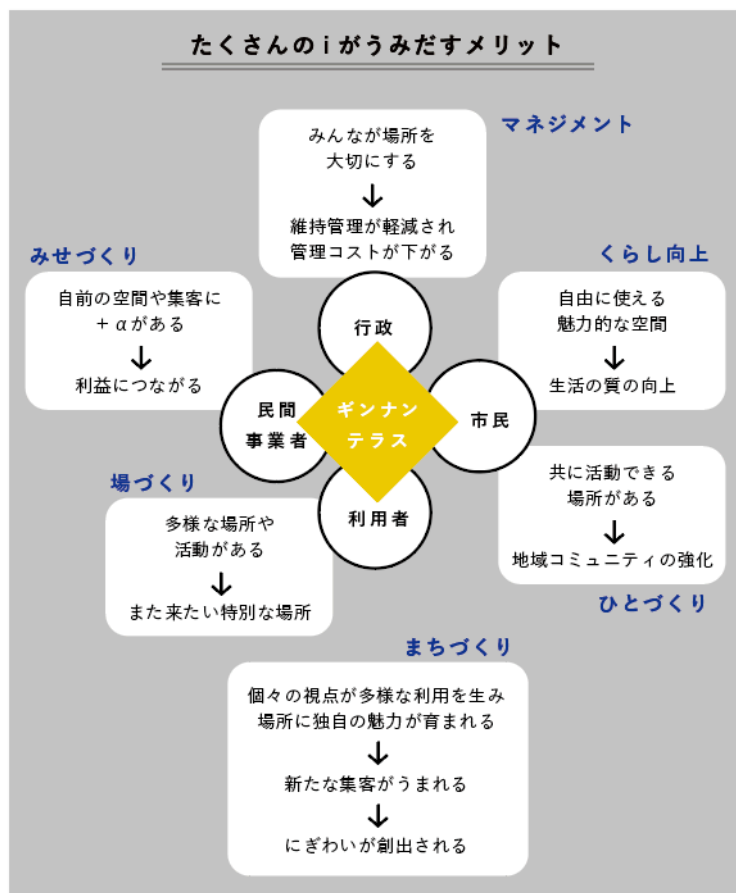 たくさんのiがうみだすメリット
マネジメント
みんなが場所を
大切にする
↓
維持管理が軽減され
管理コストが下がる
みせづくり
自前の空間や集客に
+αがある
↓
利益につながる
くらし向上
自由に使える
魅力的な空間
↓
生活の質の向上
行政
民間
事業者
ギンナン
テラス
市民
利用者
場づくり
多様な場所や
活動がある
↓
また来たい特別な場所
共に活動できる
場所がある
↓
地域コミュニティの強化
ひとづくり
まちづくり
個々の視点が多様な利用を生み
場所に独自の魅力が育まれる
↓
新たな集客がうまれる
↓
にぎわいが創出される